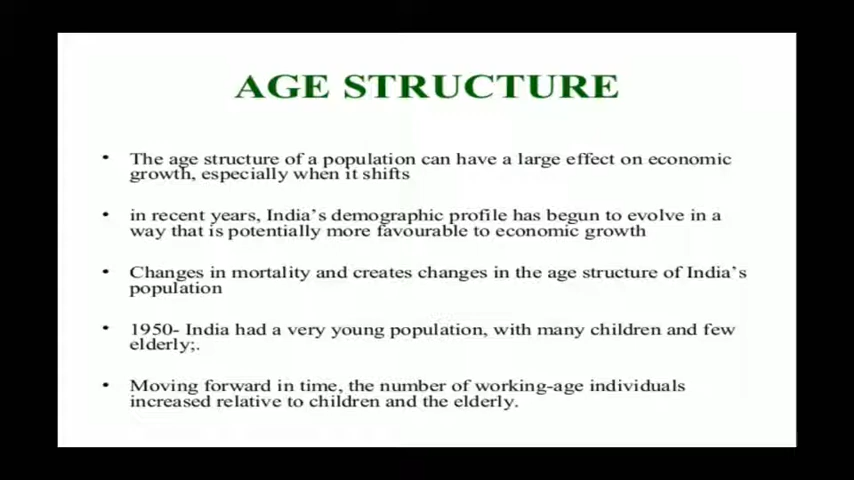 AGE STRUCTURE
• The age structure of a population can have a large effect on economic
growth, especially when it shifts
• in recent years, India's demographic profile has begun to evolve in a
way that is potentially more favourable to economic growth
• Changes in mortality and creates changes in the age structure of India's
population
• 1950- India had a very young population, with many children and few
elderly;.
• Moving forward in time, the number of working-age individuals
increased relative to children and the elderly.